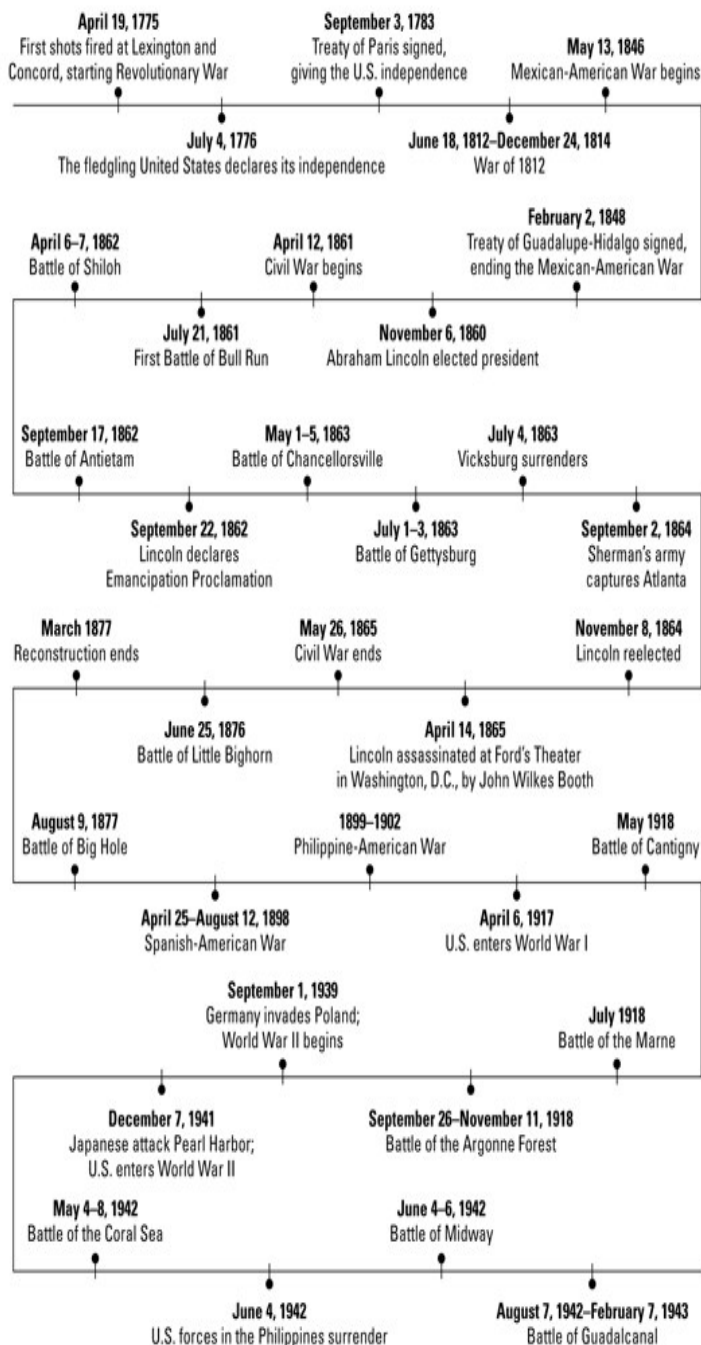 April 19, 1775
First shots fired at Lexington and
Concord, starting Revolutionary War
July 4, 1776
The fledgling United States declares its independence
September 3, 1783
Treaty of Paris signed,
giving the U.S. independence
June 18, 1812–December 24, 1814
War of 1812
May 13, 1846
Mexican-American War begins
February 2, 1848
Treaty of Guadalupe-Hidalgo signed,
ending the Mexican-American War
November 6, 1860
Abraham Lincoln elected president
April 12, 1861
Civil War begins
July 21, 1861
First Battle of Bull Run
April 6–7, 1862
Battle of Shiloh
September 17, 1862
Battle of Antietam
September 22, 1862
Lincoln declares
Emancipation Proclamation
May 1–5, 1863
Battle of Chancellorsville
July 1–3, 1863
Battle of Gettysburg
July 4, 1863
Vicksburg surrenders
September 2, 1864
Sherman's army
captures Atlanta
November 8, 1864
Lincoln reelected
April 14, 1865
Lincoln assassinated at Ford's Theater
in Washington, D.C., by John Wilkes Booth
May 26, 1865
Civil War ends
June 25, 1876
Battle of Little Bighorn
March 1877
Reconstruction ends
August 9, 1877
Battle of Big Hole
April 25–August 12, 1898
Spanish-American War
1899–1902
Philippine-American War
April 6, 1917
U.S. enters World War I
May 1918
Battle of Cantigny
July 1918
Battle of the Marne
September 26–November 11, 1918
Battle of the Argonne Forest
September 1, 1939
Germany invades Poland;
World War II begins
December 7, 1941
Japanese attack Pearl Harbor;
U.S. enters World War II
May 4–8, 1942
Battle of the Coral Sea
June 4, 1942
U.S. forces in the Philippines surrender
June 4–6, 1942
Battle of Midway
August 7, 1942–February 7, 1943
Battle of Guadalcanal